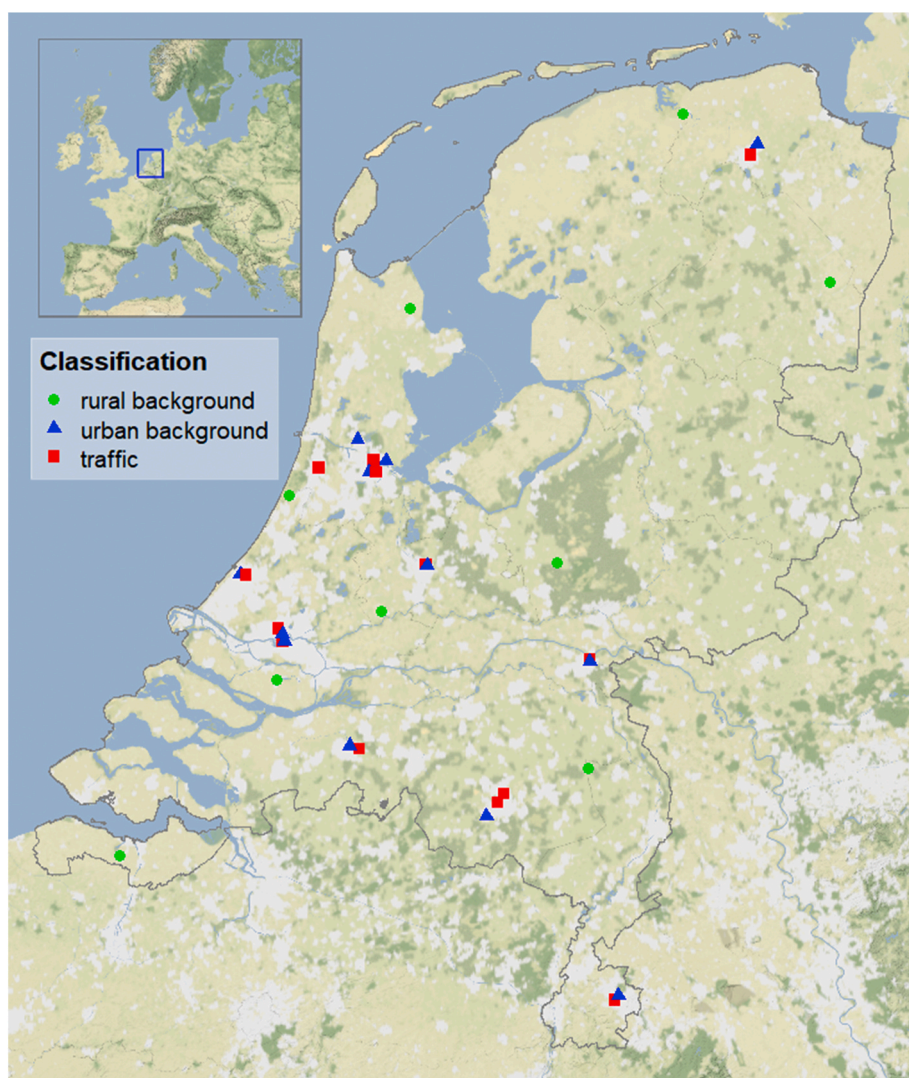 Classification
rural background
urban background
traffic